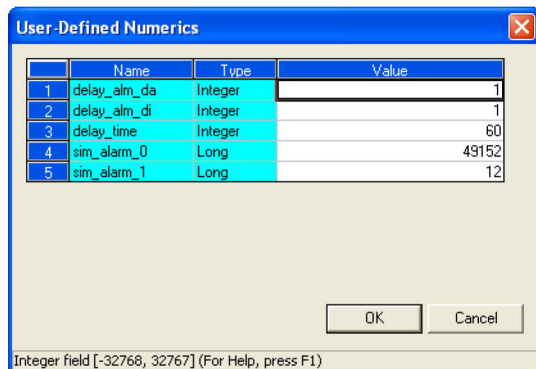 User-Defined Numerics
Name Type Value
1 delay_alm_da Integer 1
2 delay_alm_di Integer 1
3 delay_time Integer 60
4 sim_alarm_0 Long 49152
5 sim_alarm_1 Long 12
OK Cancel
Integer field [-32768, 32767] (For Help, press F1)